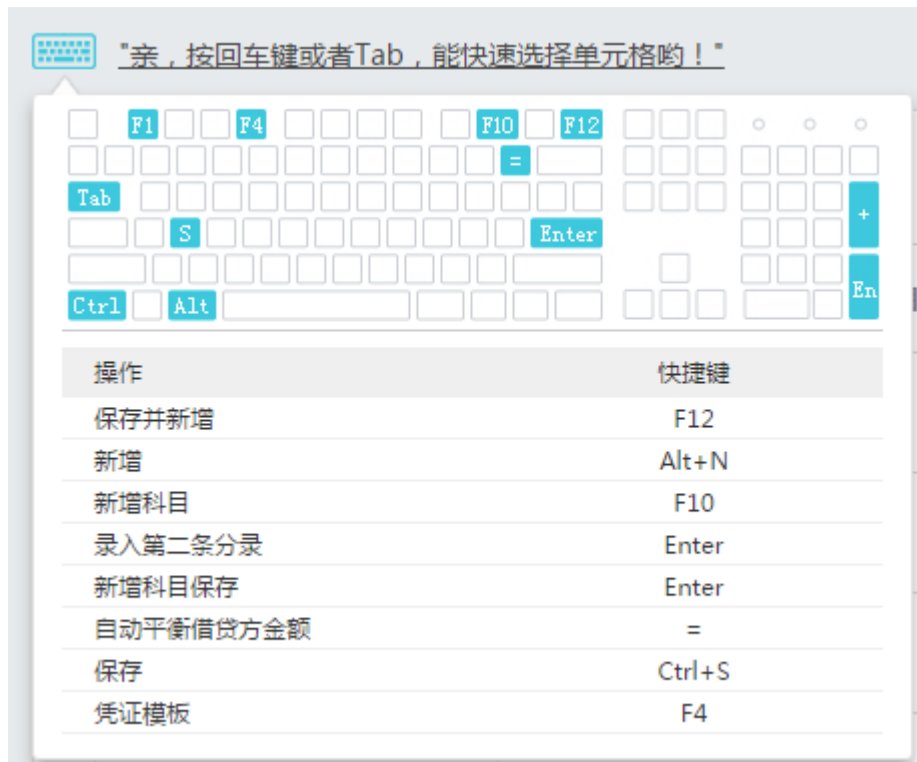 "亲，按回车键或者Tab，能快速选择单元格哟！"
F1 F4 F10 F12
=
Tab
+
S Enter
Ctrl Alt En
操作 快捷键
保存并新增 F12
新增 Alt+N
新增科目 F10
录入第二条分录 Enter
新增科目保存 Enter
自动平衡借贷方金额 =
保存 Ctrl+S
凭证模板 F4